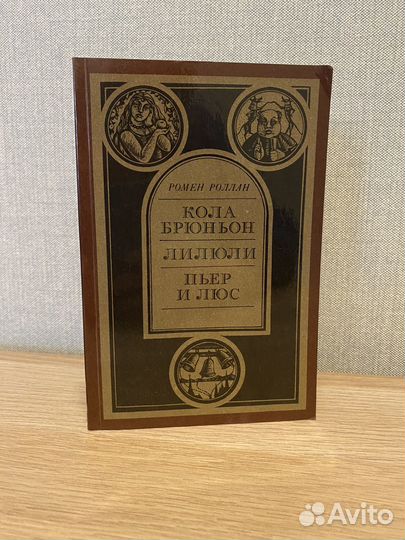 РОМЕН РОЛЛАН
КОЛА
БРЮНЬОН
ЛИЛЮЛИ
ПЬЕР
И ЛЮС
Avito